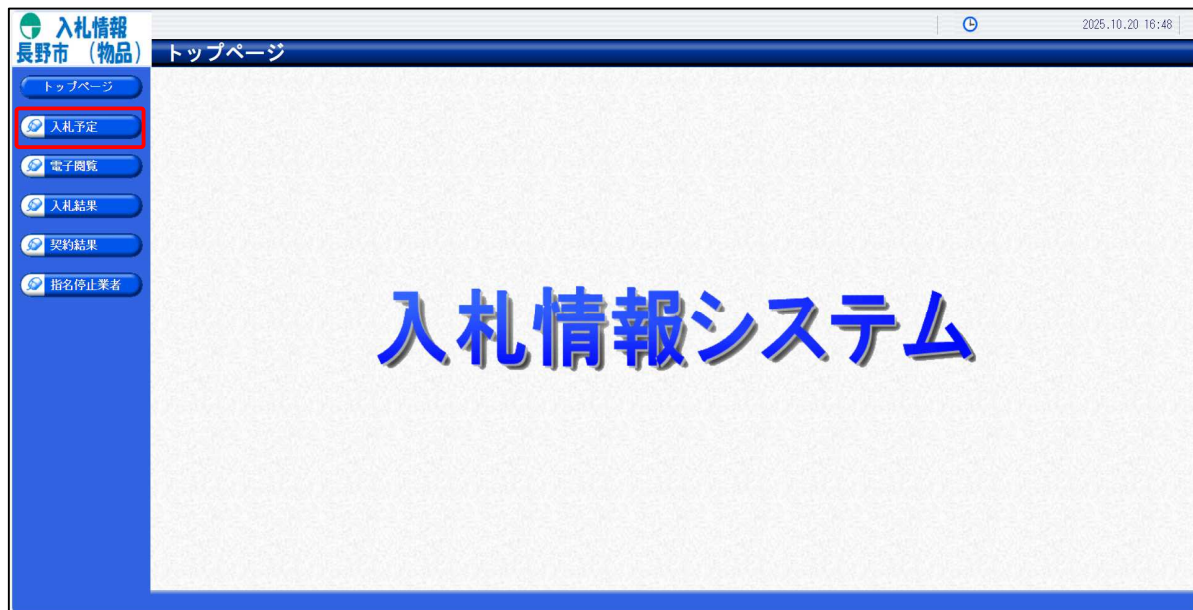 入札情報
長野市 （物品）
2025.10.20 16:48
トップページ
トップページ
入札予定
電子閲覧
入札結果
契約結果
指名停止業者
入札情報システム